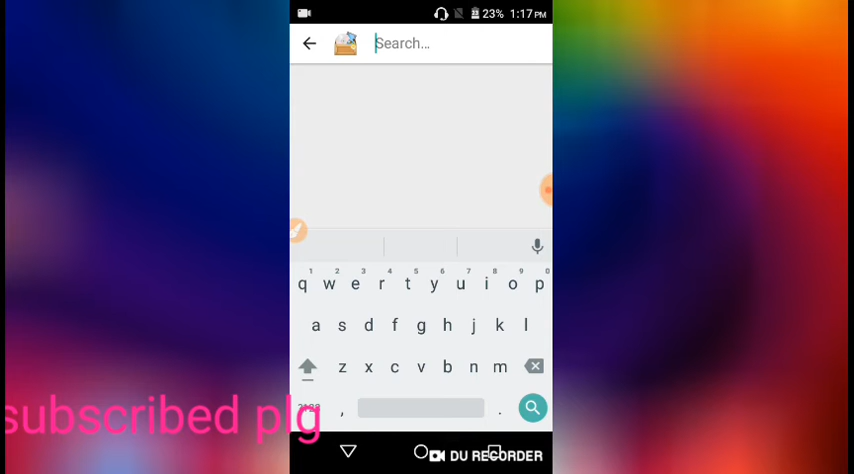 23% 1:17 PM
Search...
1 2 3 4 5 6 7 8 9 0
q w e r t y u i o p
a s d f g h j k l
z x c v b n m
, .
subscribed plg
DU RECORDER